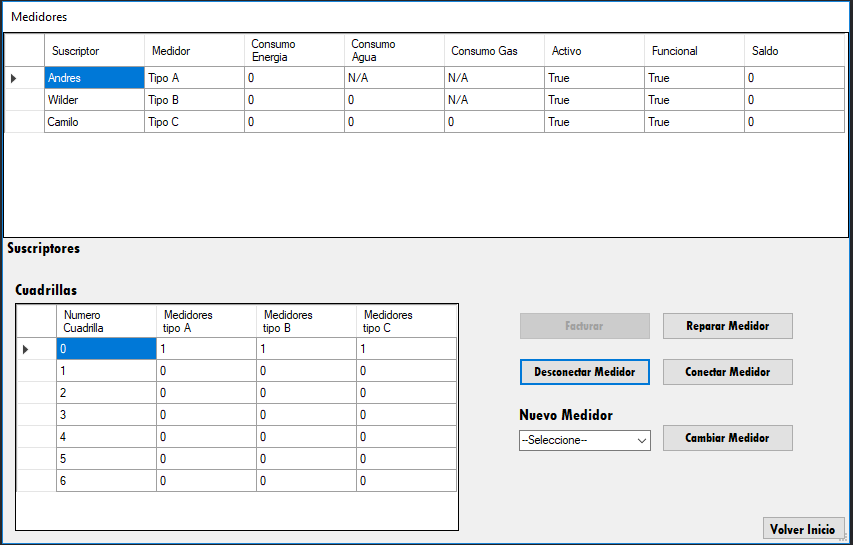 Medidores
Suscriptor Medidor Consumo Energia Consumo Agua Consumo Gas Activo Funcional Saldo
Andres Tipo A 0 N/A N/A True True 0
Wilder Tipo B 0 0 N/A True True 0
Camilo Tipo C 0 0 0 True True 0
Suscriptores
Cuadrillas
Numero Cuadrilla Medidores tipo A Medidores tipo B Medidores tipo C
0 1 1 1
1 0 0 0
2 0 0 0
3 0 0 0
4 0 0 0
5 0 0 0
6 0 0 0
Facturar Reparar Medidor
Desconectar Medidor Conectar Medidor
Nuevo Medidor
--Seleccione-- Cambiar Medidor
Volver Inicio